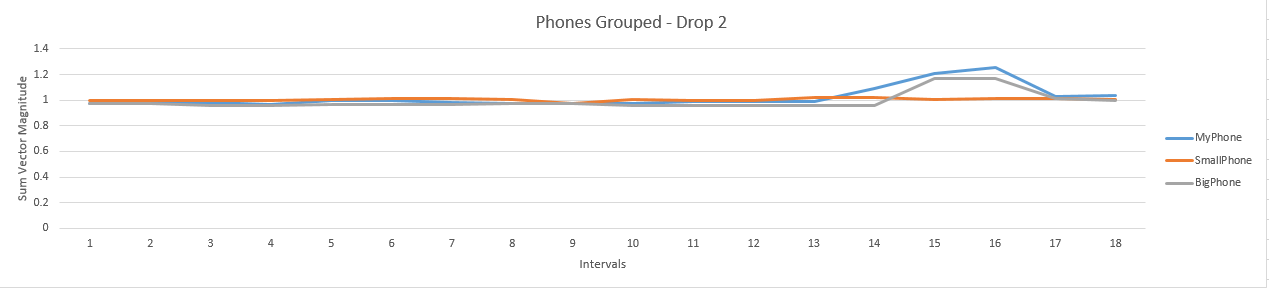 Phones Grouped - Drop 2
1.4
1.2
1
0.8
0.6
0.4
0.2
0
Sum Vector Magnitude
1 2 3 4 5 6 7 8 9 10 11 12 13 14 15 16 17 18
Intervals
MyPhone
SmallPhone
BigPhone